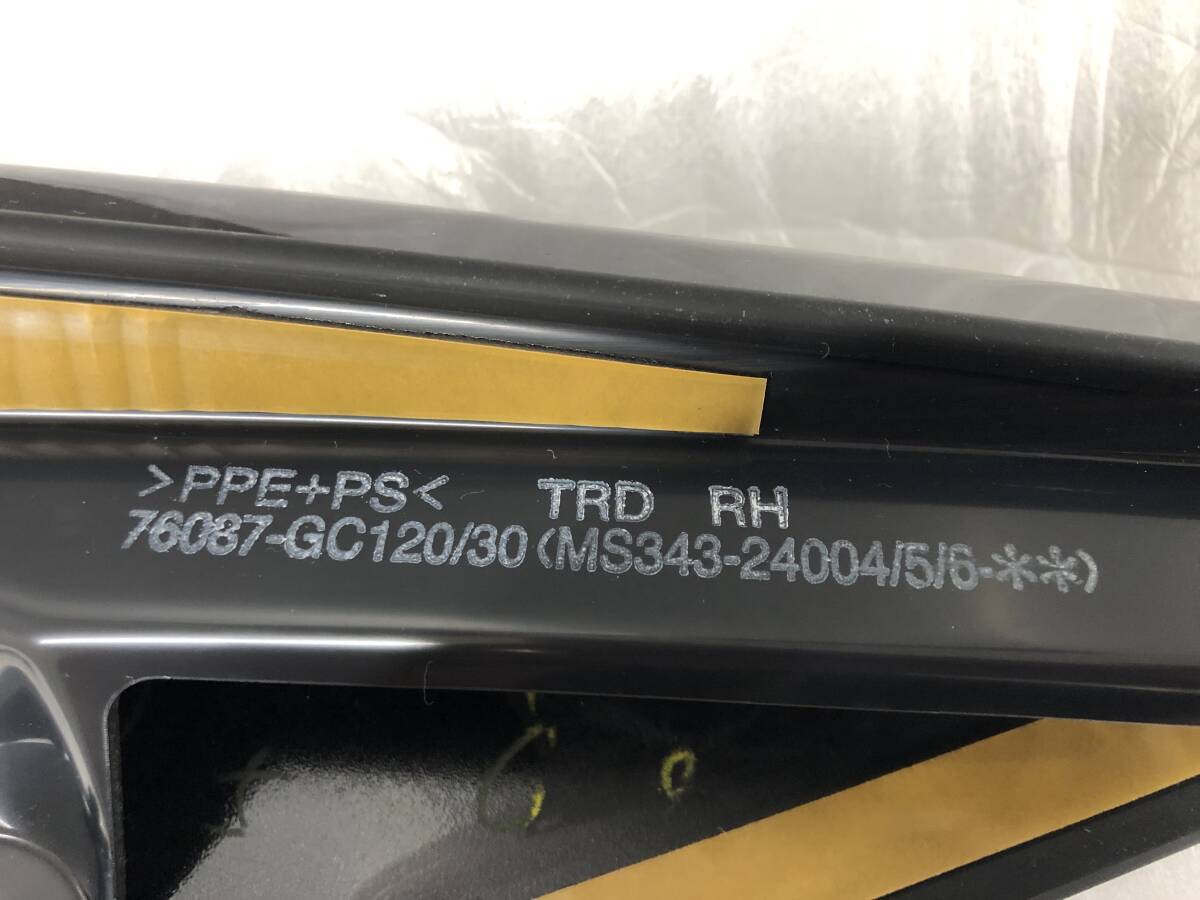 >PPE+PS< TRD RH
76087-GC120/30(MS343-24004/5/6-**)